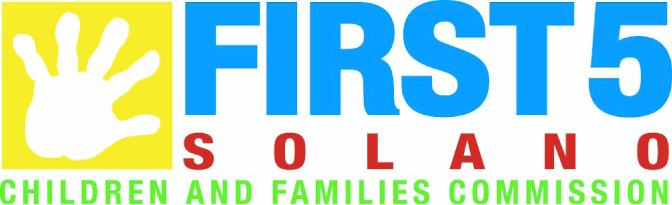 FIRST 5
SOLANO
CHILDREN AND FAMILIES COMMISSION